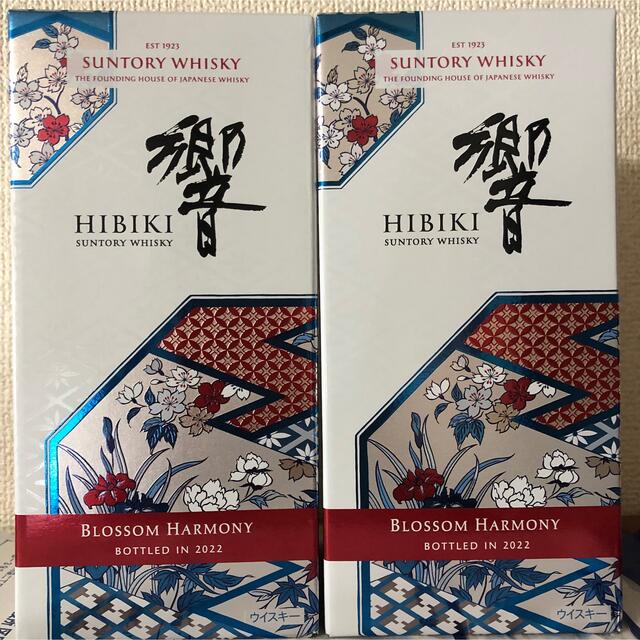 EST 1923
SUNTORY WHISKY
THE FOUNDING HOUSE OF JAPANESE WHISKY
響
HIBIKI
SUNTORY WHISKY
BLOSSOM HARMONY
BOTTLED IN 2022
ウイスキー
EST 1923
SUNTORY WHISKY
THE FOUNDING HOUSE OF JAPANESE WHISKY
響
HIBIKI
SUNTORY WHISKY
BLOSSOM HARMONY
BOTTLED IN 2022
ウイスキー